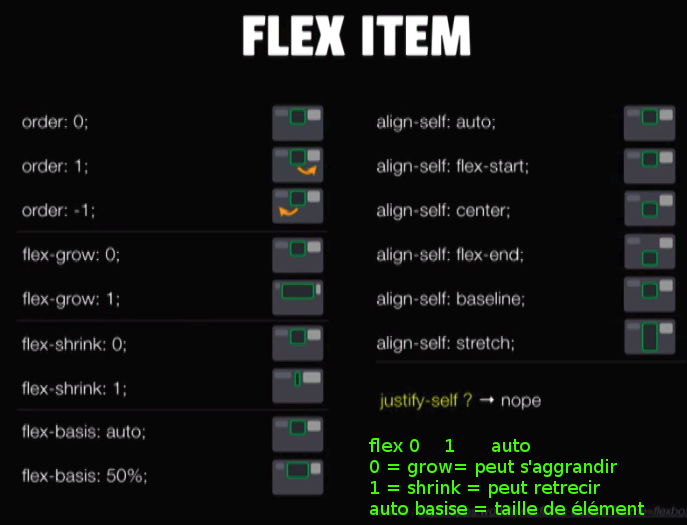 FLEX ITEM
order: 0;
order: 1;
order: -1;
flex-grow: 0;
flex-grow: 1;
flex-shrink: 0;
flex-shrink: 1;
flex-basis: auto;
flex-basis: 50%;
align-self: auto;
align-self: flex-start;
align-self: center;
align-self: flex-end;
align-self: baseline;
align-self: stretch;
justify-self ? → nope
flex 0 1 auto
0 = grow= peut s'aggrandir
1 = shrink = peut retrecir
auto basise = taille de élément